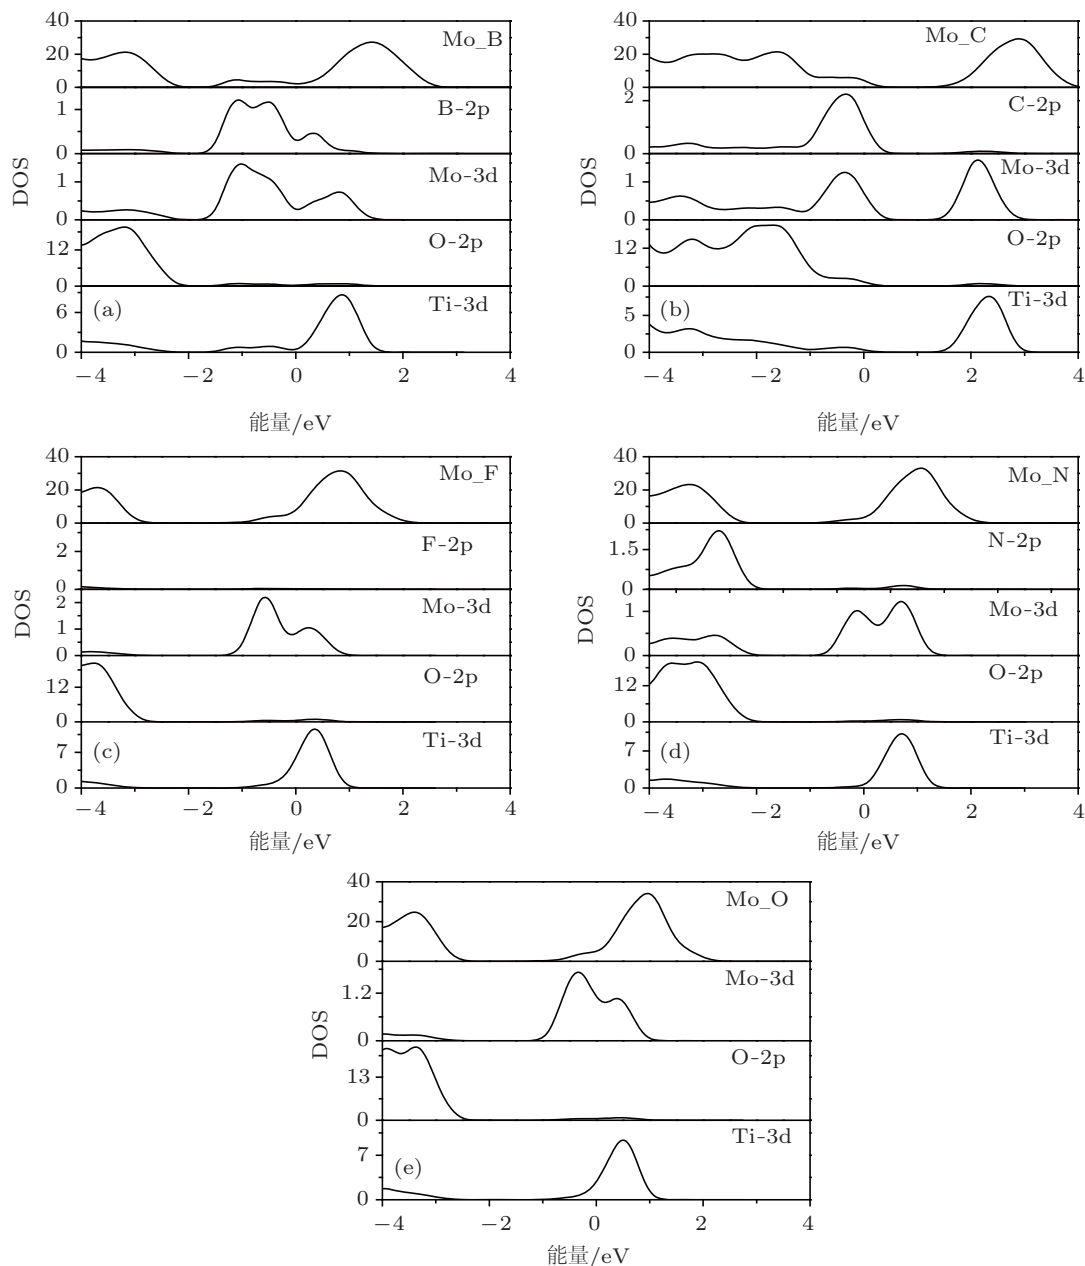 40
Mo_B
20
0
B-2p
1
0
Mo-3d
1
0
O-2p
12
0
Ti-3d
6
(a)
0
−4 −2 0 2 4
DOS
能量/eV
40
Mo_C
20
0
2
C-2p
0
Mo-3d
1
0
O-2p
12
0
Ti-3d
5
(b)
0
−4 −2 0 2 4
DOS
能量/eV
40
Mo_F
20
0
F-2p
2
0
2
Mo-3d
1
0
O-2p
12
0
Ti-3d
7
(c)
0
−4 −2 0 2 4
DOS
能量/eV
40
Mo_N
20
0
N-2p
1.5
0
Mo-3d
1
0
O-2p
12
0
Ti-3d
7
(d)
0
−4 −2 0 2 4
DOS
能量/eV
40
Mo_O
20
0
Mo-3d
1.2
0
O-2p
13
0
Ti-3d
7
(e)
0
−4 −2 0 2 4
DOS
能量/eV